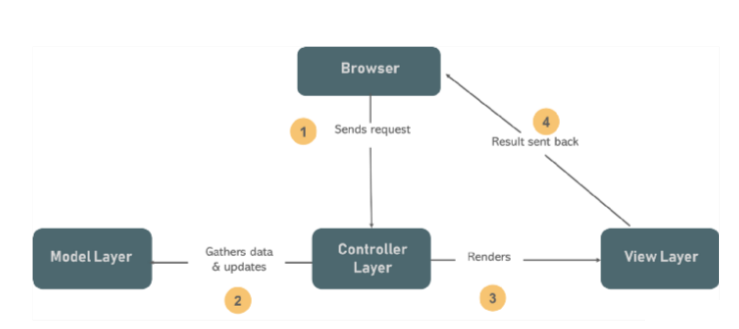 Browser
1
Sends request
4
Result sent back
Model Layer
Gathers data
& updates
2
Controller
Layer
Renders
3
View Layer